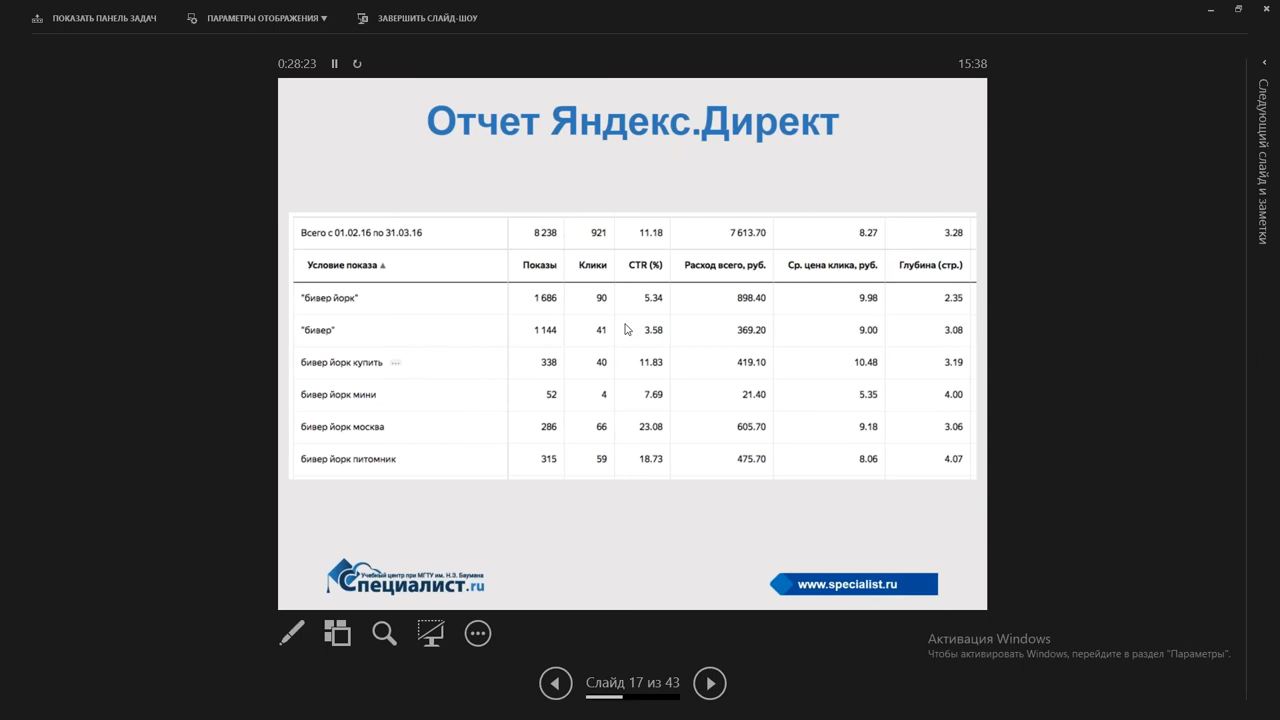 ПОКАЗАТЬ ПАНЕЛЬ ЗАДАЧ ПАРАМЕТРЫ ОТОБРАЖЕНИЯ ▼ ЗАВЕРШИТЬ СЛАЙД-ШОУ
0:28:23 15:38
Следующий слайд и заметки
Отчет Яндекс.Директ
Всего с 01.02.16 по 31.03.16 8 238 921 11.18 7 613.70 8.27 3.28
Условие показа ▲ Показы Клики CTR (%) Расход всего, руб. Ср. цена клика, руб. Глубина (стр.)
"бивер йорк" 1 686 90 5.34 898.40 9.98 2.35
"бивер" 1 144 41 3.58 369.20 9.00 3.08
бивер йорк купить ... 338 40 11.83 419.10 10.48 3.19
бивер йорк мини 52 4 7.69 21.40 5.35 4.00
бивер йорк москва 286 66 23.08 605.70 9.18 3.06
бивер йорк питомник 315 59 18.73 475.70 8.06 4.07
Учебный центр при МГТУ им. Н.Э. Баумана
Специалист.ru
www.specialist.ru
Активация Windows
Чтобы активировать Windows, перейдите в раздел "Параметры".
Слайд 17 из 43